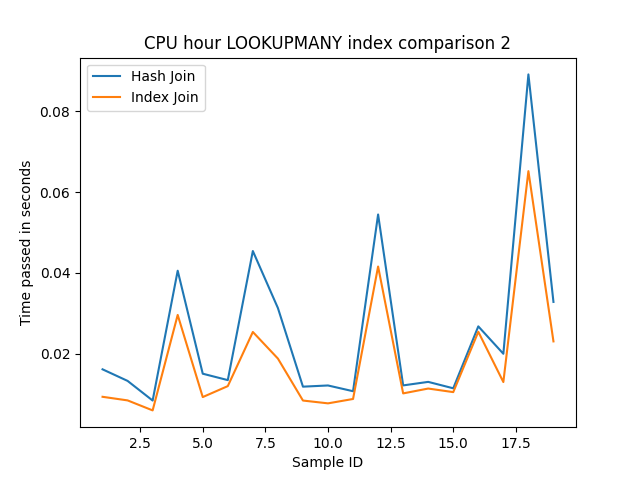 CPU hour LOOKUPMANY index comparison 2
Hash Join
Index Join
Time passed in seconds
0.08
0.06
0.04
0.02
2.5 5.0 7.5 10.0 12.5 15.0 17.5
Sample ID